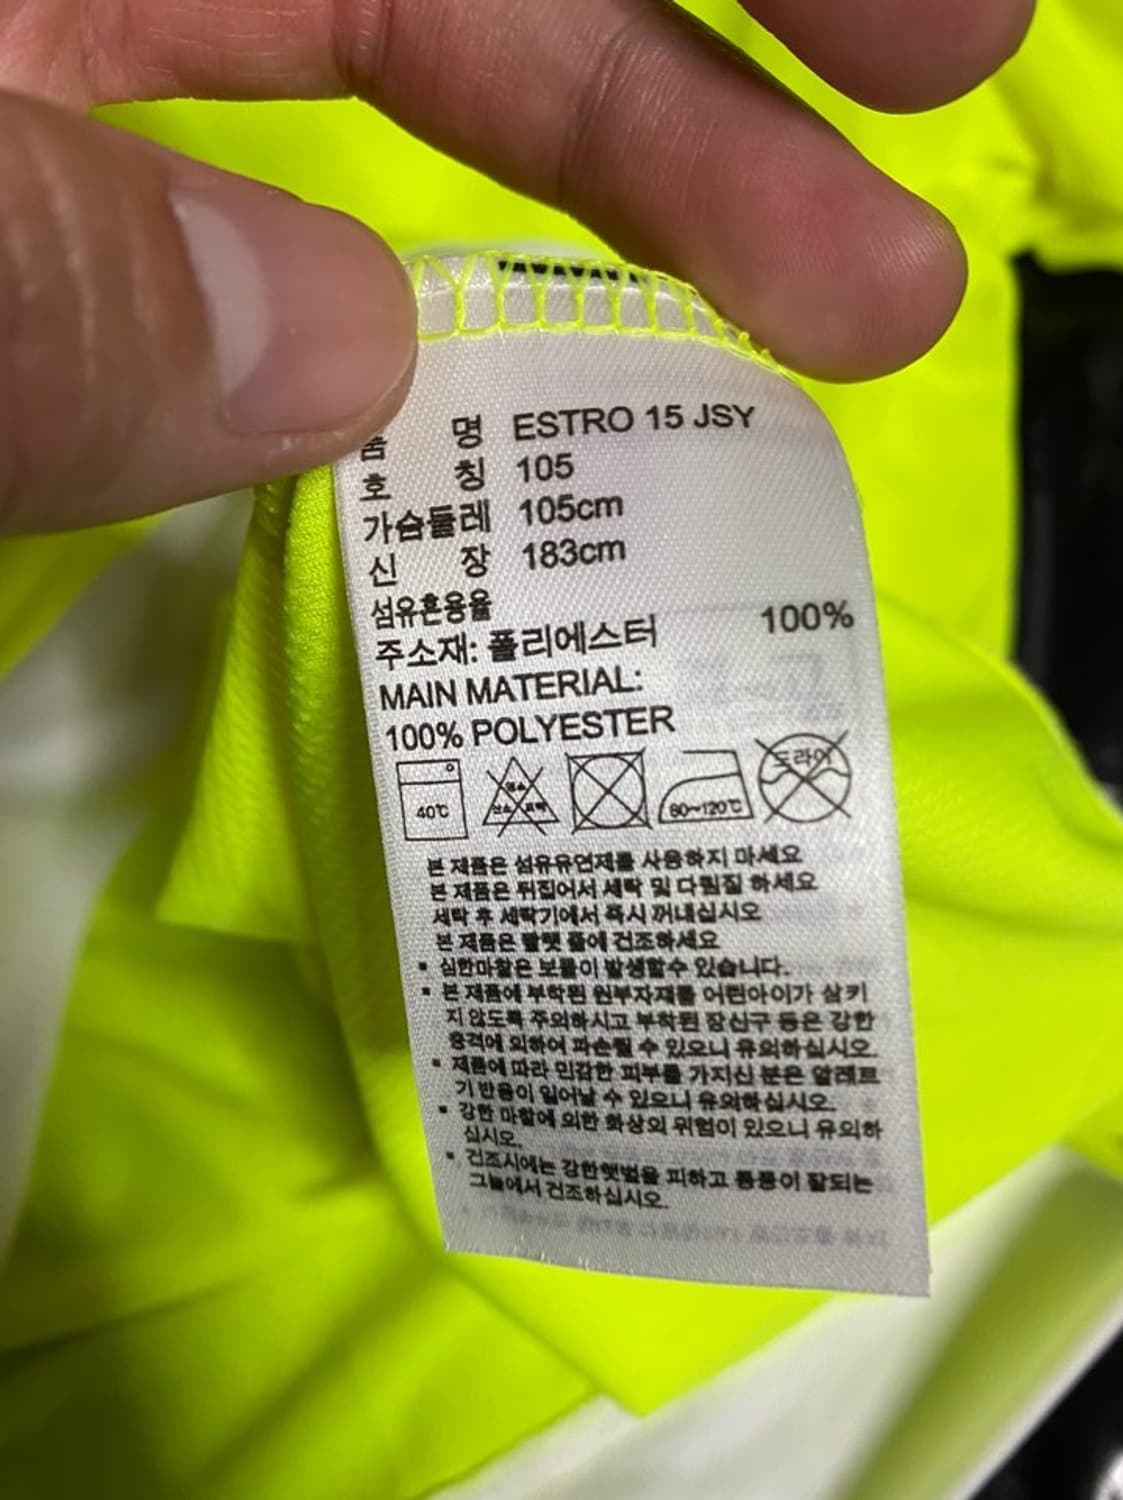 품 명 ESTRO 15 JSY
호 칭 105
가슴둘레 105cm
신 장 183cm
섬유혼용율
주소재: 폴리에스터 100%
MAIN MATERIAL:
100% POLYESTER
40℃ 염소 산소 표백 80~120℃ 드라이
본 제품은 섬유유연제를 사용하지 마세요
본 제품은 뒤집어서 세탁 및 다림질 하세요
세탁 후 세탁기에서 즉시 꺼내십시오
본 제품은 땡볕 줄에 건조하세요
▪ 심한마찰은 보풀이 발생할수 있습니다.
▪ 본 제품에 부착된 원부자재를 어린아이가 삼키
지 않도록 주의하시고 부착된 장신구 등은 강한
충격에 의하여 파손될 수 있으니 유의하십시오.
▪ 제품에 따라 민감한 피부를 가지신 분은 알레르
기 반응이 일어날 수 있으니 유의하십시오.
▪ 강한 마찰에 의한 화상의 위험이 있으니 유의하
십시오.
▪ 건조시에는 강한햇볕을 피하고 통풍이 잘되는
그늘에서 건조하십시오.